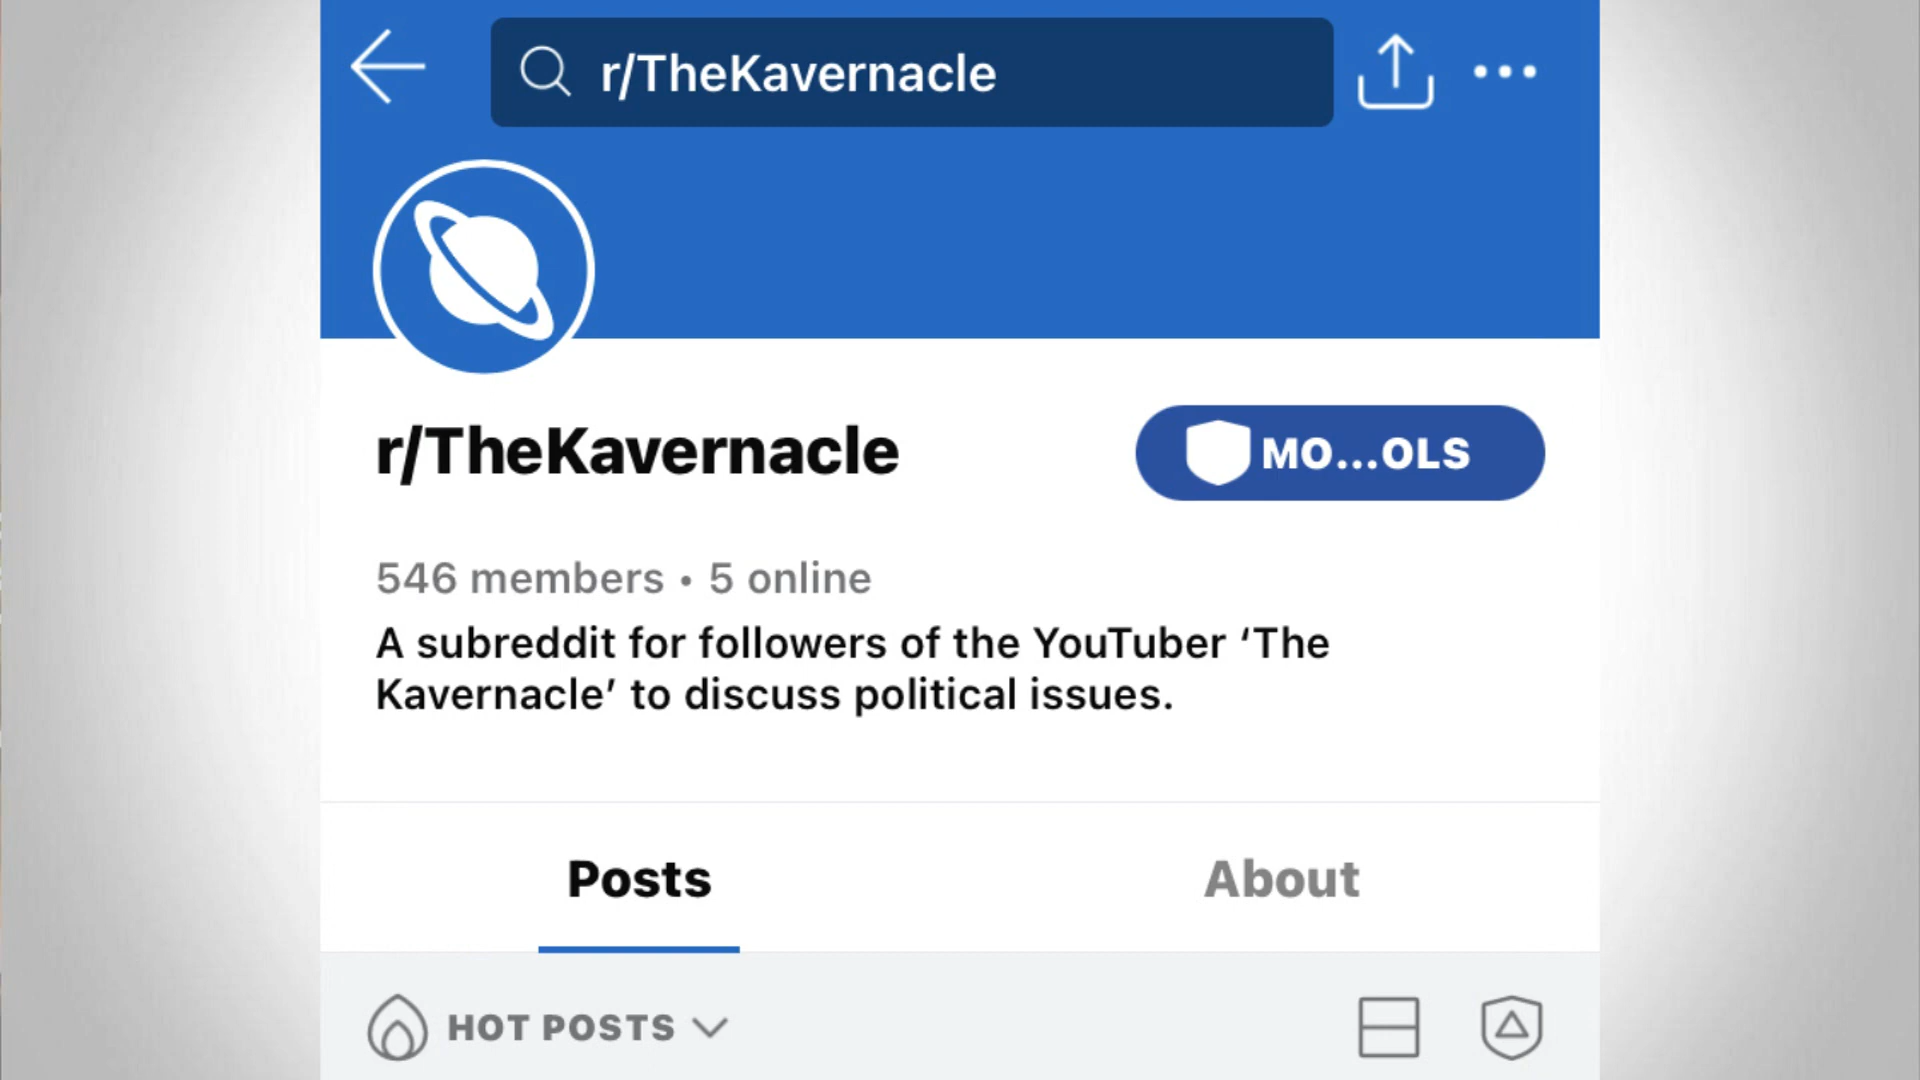 r/TheKavernacle
r/TheKavernacle
MO...OLS
546 members • 5 online
A subreddit for followers of the YouTuber ‘The
Kavernacle’ to discuss political issues.
Posts
About
HOT POSTS